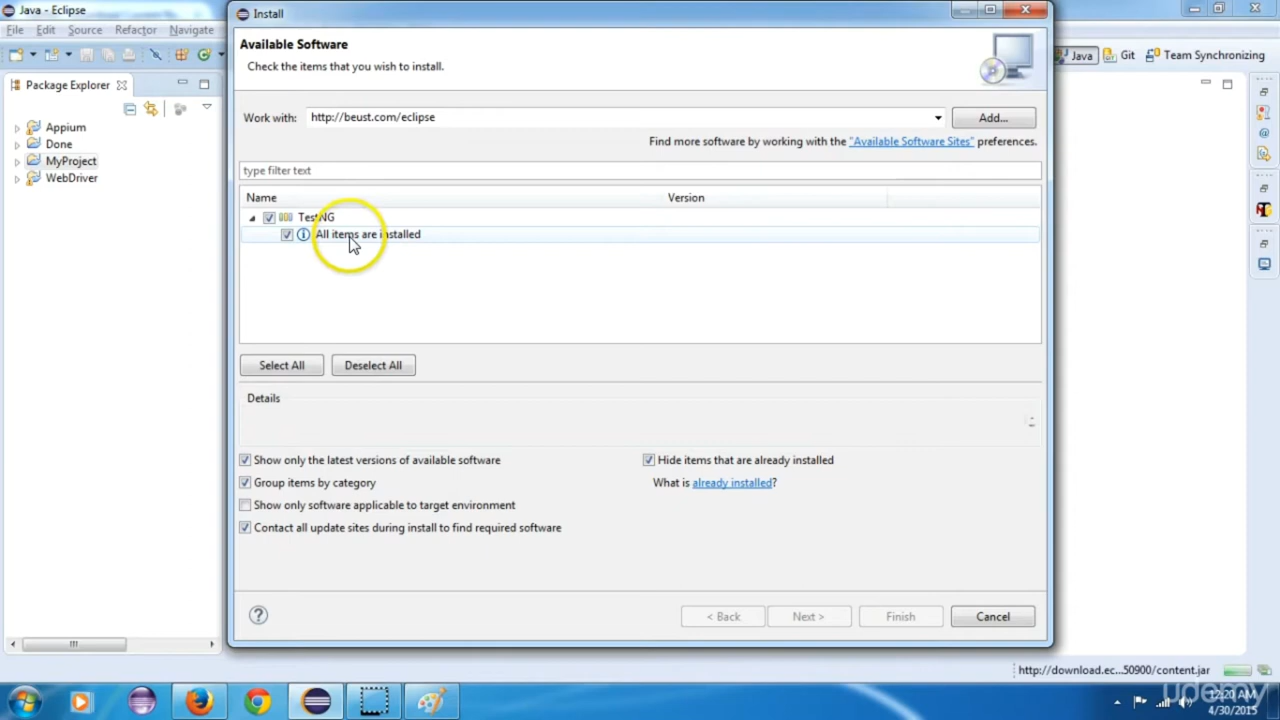 Java - Eclipse
Install
File Edit Source Refactor Navigate
Available Software
Check the items that you wish to install.
Java Git Team Synchronizing
Package Explorer
Appium
Done
MyProject
WebDriver
Work with: http://beust.com/eclipse Add...
Find more software by working with the "Available Software Sites" preferences.
type filter text
Name Version
TestNG
All items are installed
Select All Deselect All
Details
Show only the latest versions of available software Hide items that are already installed
Group items by category What is already installed?
Show only software applicable to target environment
Contact all update sites during install to find required software
< Back Next > Finish Cancel
http://download.ec...50900/content.jar
udemy
12:20 AM
4/30/2015